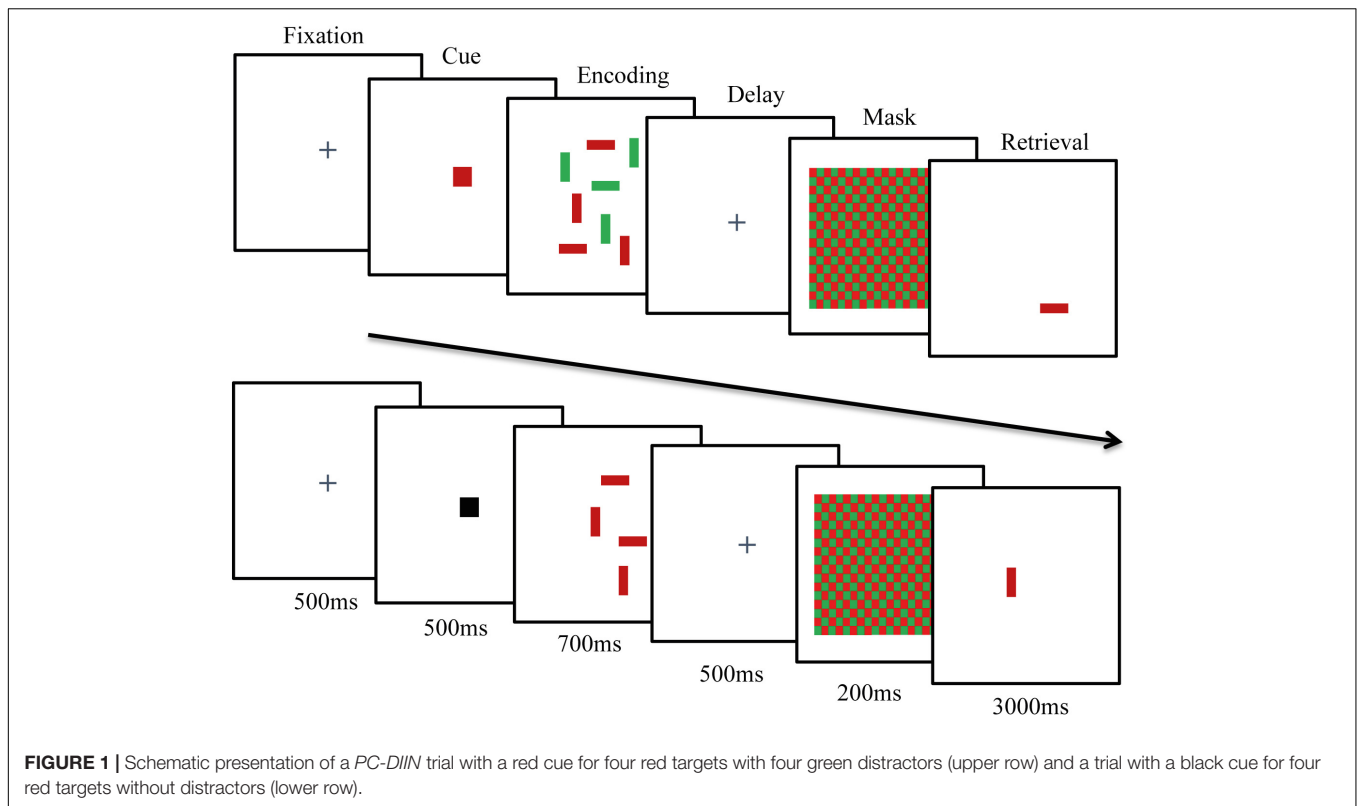 Fixation
Cue
Encoding
Delay
Mask
Retrieval
500ms
500ms
700ms
500ms
200ms
3000ms
FIGURE 1 | Schematic presentation of a PC-DIIN trial with a red cue for four red targets with four green distractors (upper row) and a trial with a black cue for four
red targets without distractors (lower row).